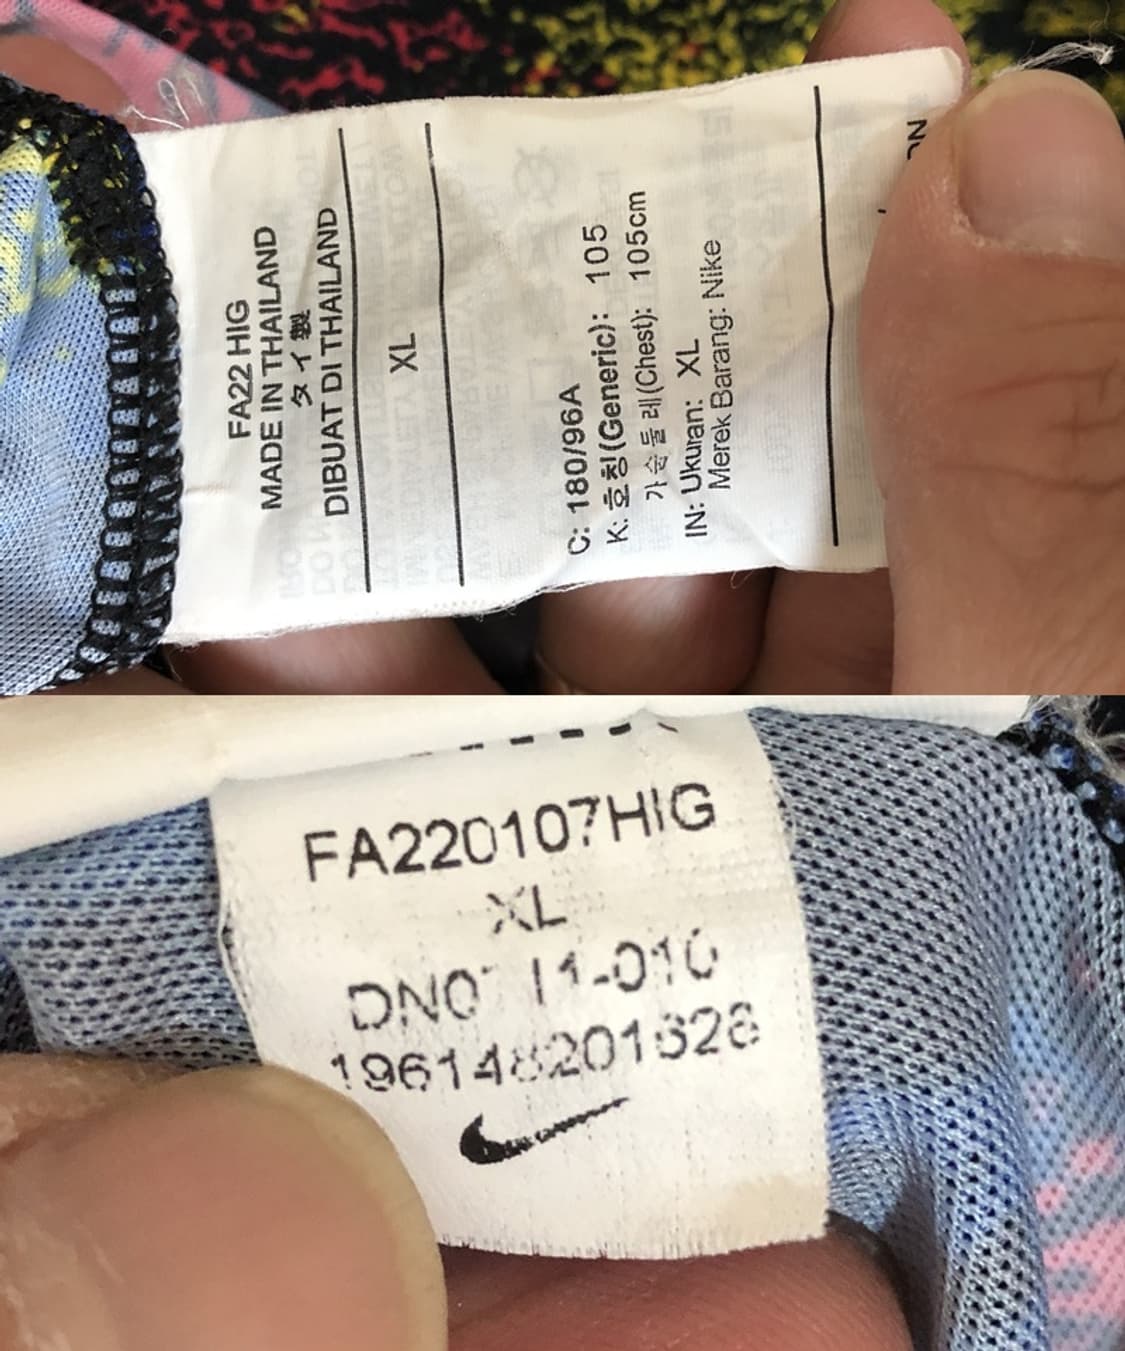 FA22 HIG
MADE IN THAILAND
タイ製
DIBUAT DI THAILAND
XL
C: 180/96A
K: 호칭(Generic): 105
가슴둘레(Chest): 105cm
IN: Ukuran: XL
Merek Barang: Nike
FA220107HIG
XL